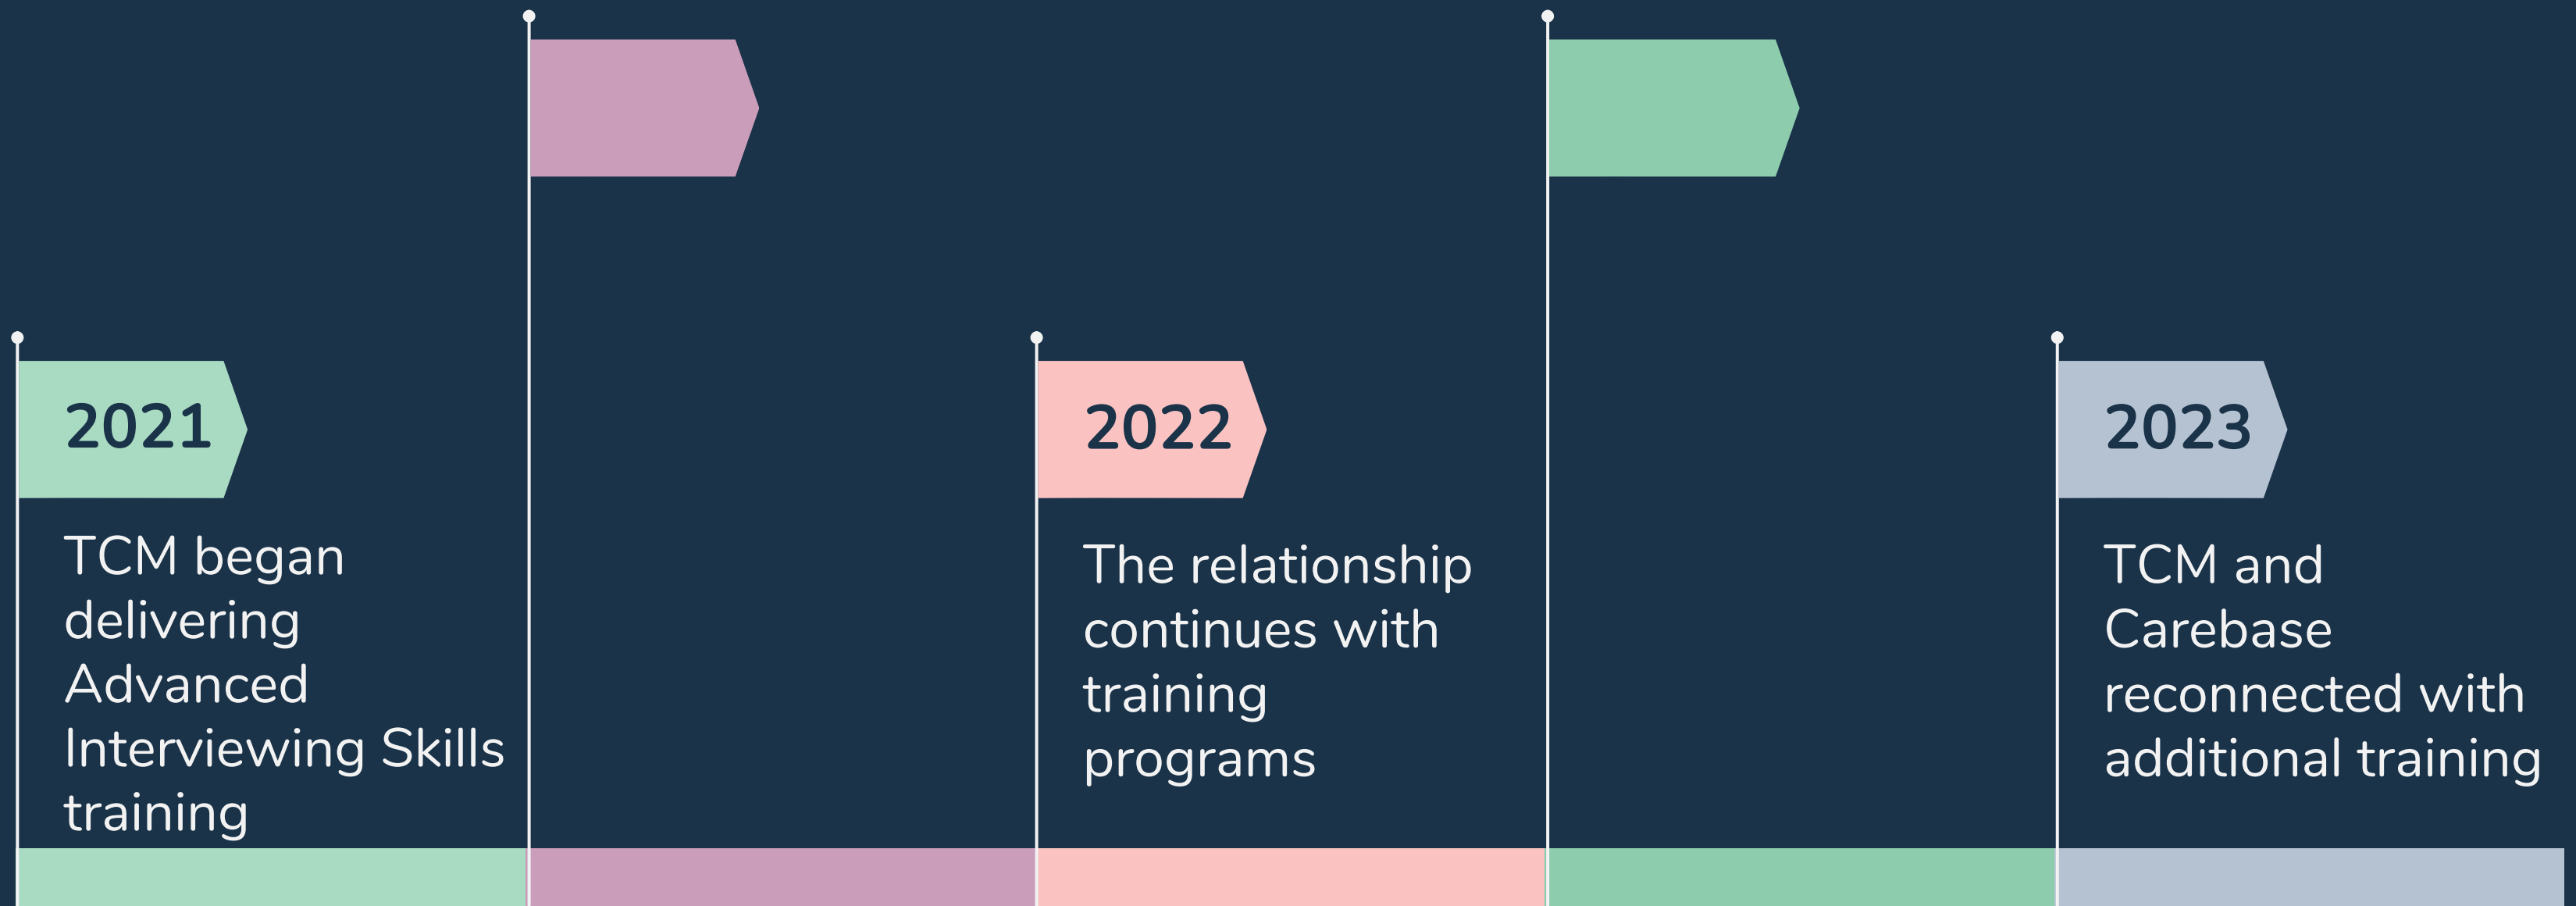 2021
TCM began
delivering
Advanced
Interviewing Skills
training
2022
The relationship
continues with
training
programs
2023
TCM and
Carebase
reconnected with
additional training